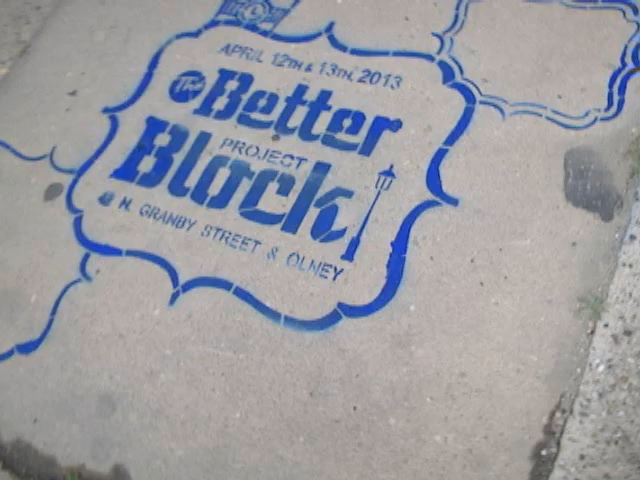 APRIL 12TH & 13TH, 2013
The Better
PROJECT
Block
@ N. GRANBY STREET & OLNEY